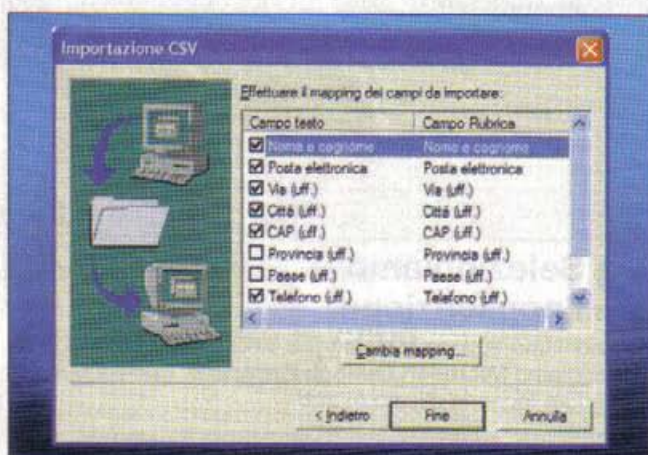 Importazione CSV
Effettuare il mapping dei campi da importare:
Campo testo Campo Rubrica
Nome e cognome Nome e cognome
Posta elettronica Posta elettronica
Via (uff.) Via (uff.)
Città (uff.) Città (uff.)
CAP (uff.) CAP (uff.)
Provincia (uff.) Provincia (uff.)
Paese (uff.) Paese (uff.)
Telefono (uff.) Telefono (uff.)
Cambia mapping...
< Indietro Fine Annulla